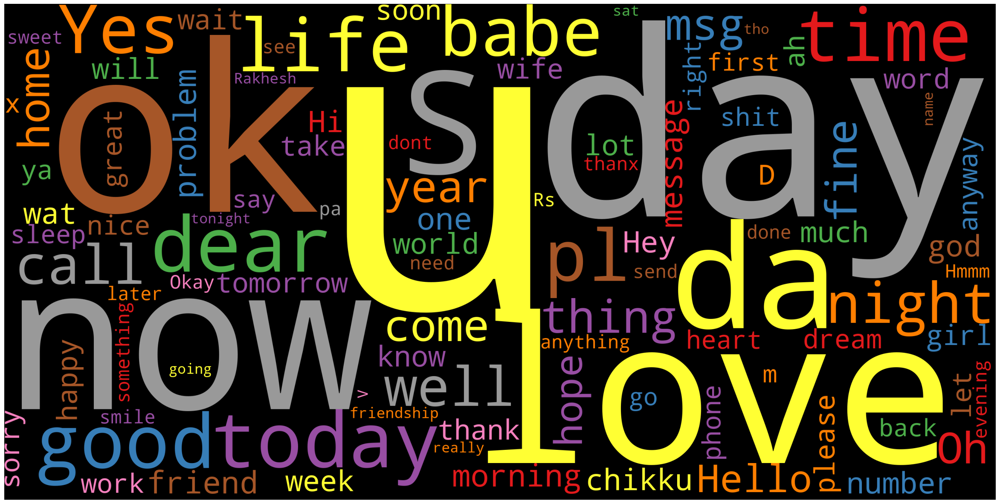 Yes
wait
life
soon
babe
sat
msg
tho
time
sweet
see
ah
home
will
problem
Rakhesh
wife
right
first
word
x
ok
u
s
day
name
great
Hi
take
dont
lot
thanx
message
shit
D
fine
anyway
ya
year
say
pa
Rs
wat
nice
tonight
one
sleep
dear
world
need
pl
Hey
send
da
done
much
god
Hmmm
call
Okay
tomorrow
later
now
something
come
thing
night
girl
anything
heart
dream
happy
going
know
well
>
hope
love
go
m
phone
please
let
evening
back
Oh
sorry
smile
good
today
friendship
thank
really
work
friend
week
morning
chikku
Hello
number